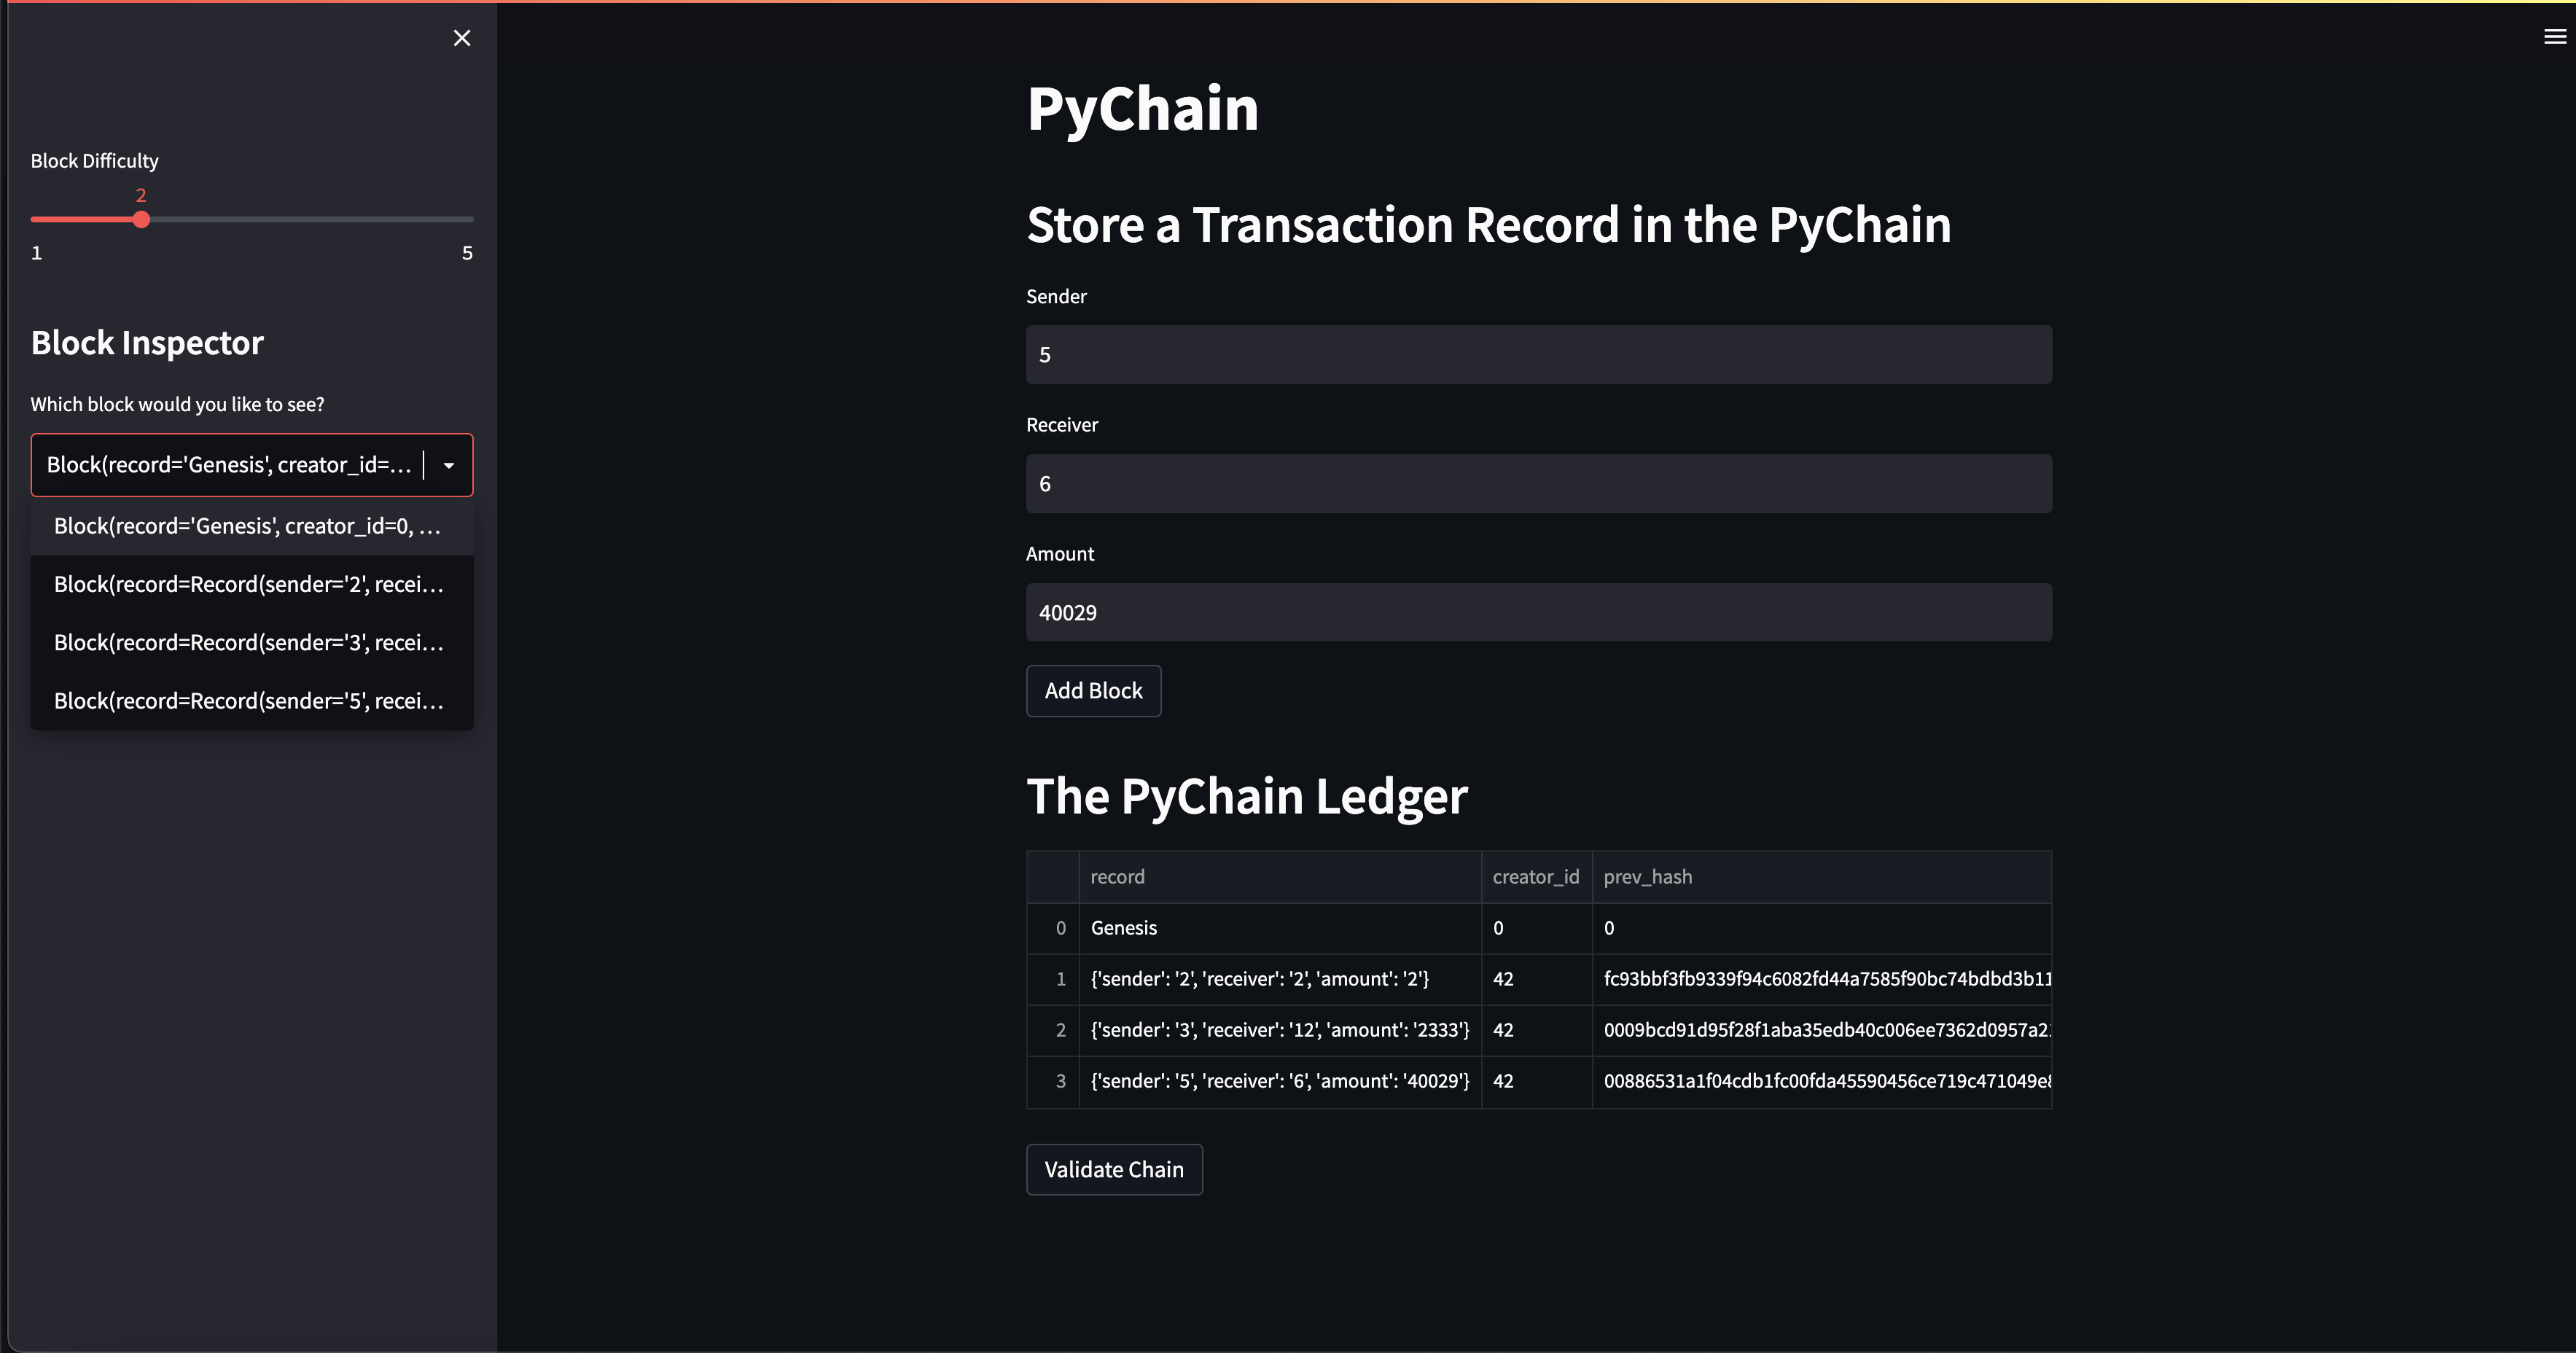 Block Difficulty
2
1 5
Block Inspector
Which block would you like to see?
Block(record='Genesis', creator_id=...
Block(record='Genesis', creator_id=0, ...
Block(record=Record(sender='2', recei...
Block(record=Record(sender='3', recei...
Block(record=Record(sender='5', recei...
PyChain
Store a Transaction Record in the PyChain
Sender
5
Receiver
6
Amount
40029
Add Block
The PyChain Ledger
record creator_id prev_hash
0 Genesis 0 0
1 {'sender': '2', 'receiver': '2', 'amount': '2'} 42 fc93bbf3fb9339f94c6082fd44a7585f90bc74bdbd3b11
2 {'sender': '3', 'receiver': '12', 'amount': '2333'} 42 0009bcd91d95f28f1aba35edb40c006ee7362d0957a2
3 {'sender': '5', 'receiver': '6', 'amount': '40029'} 42 00886531a1f04cdb1fc00fda45590456ce719c471049e
Validate Chain